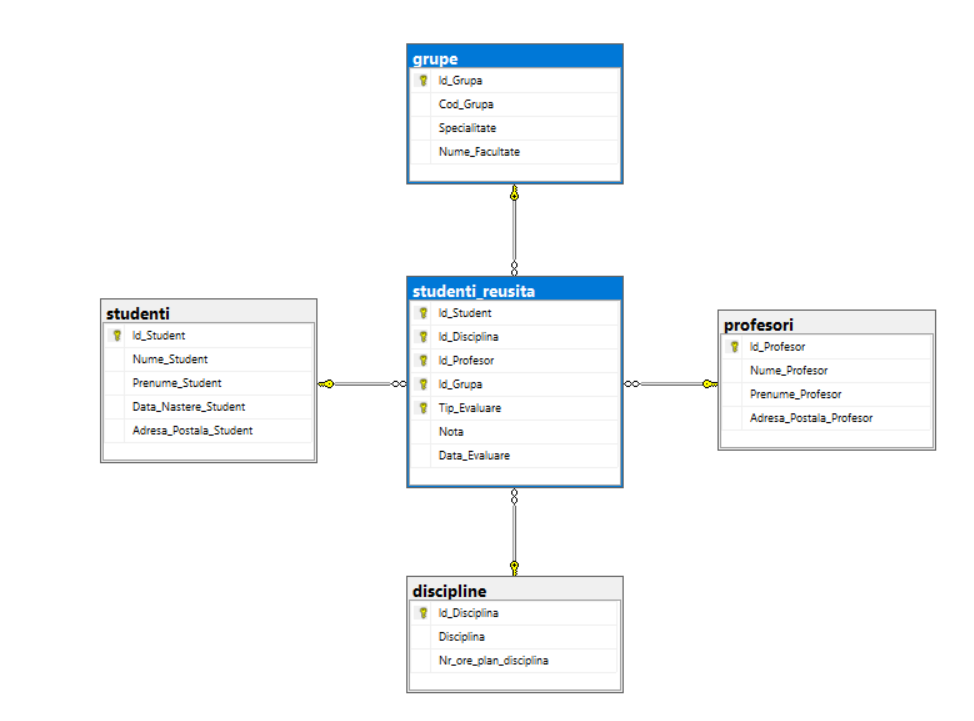 grupe
Id_Grupa
Cod_Grupa
Specialitate
Nume_Facultate
studenti
Id_Student
Nume_Student
Prenume_Student
Data_Nastere_Student
Adresa_Postala_Student
studenti_reusita
Id_Student
Id_Disciplina
Id_Profesor
Id_Grupa
Tip_Evaluare
Nota
Data_Evaluare
profesori
Id_Profesor
Nume_Profesor
Prenume_Profesor
Adresa_Postala_Profesor
discipline
Id_Disciplina
Disciplina
Nr_ore_plan_disciplina